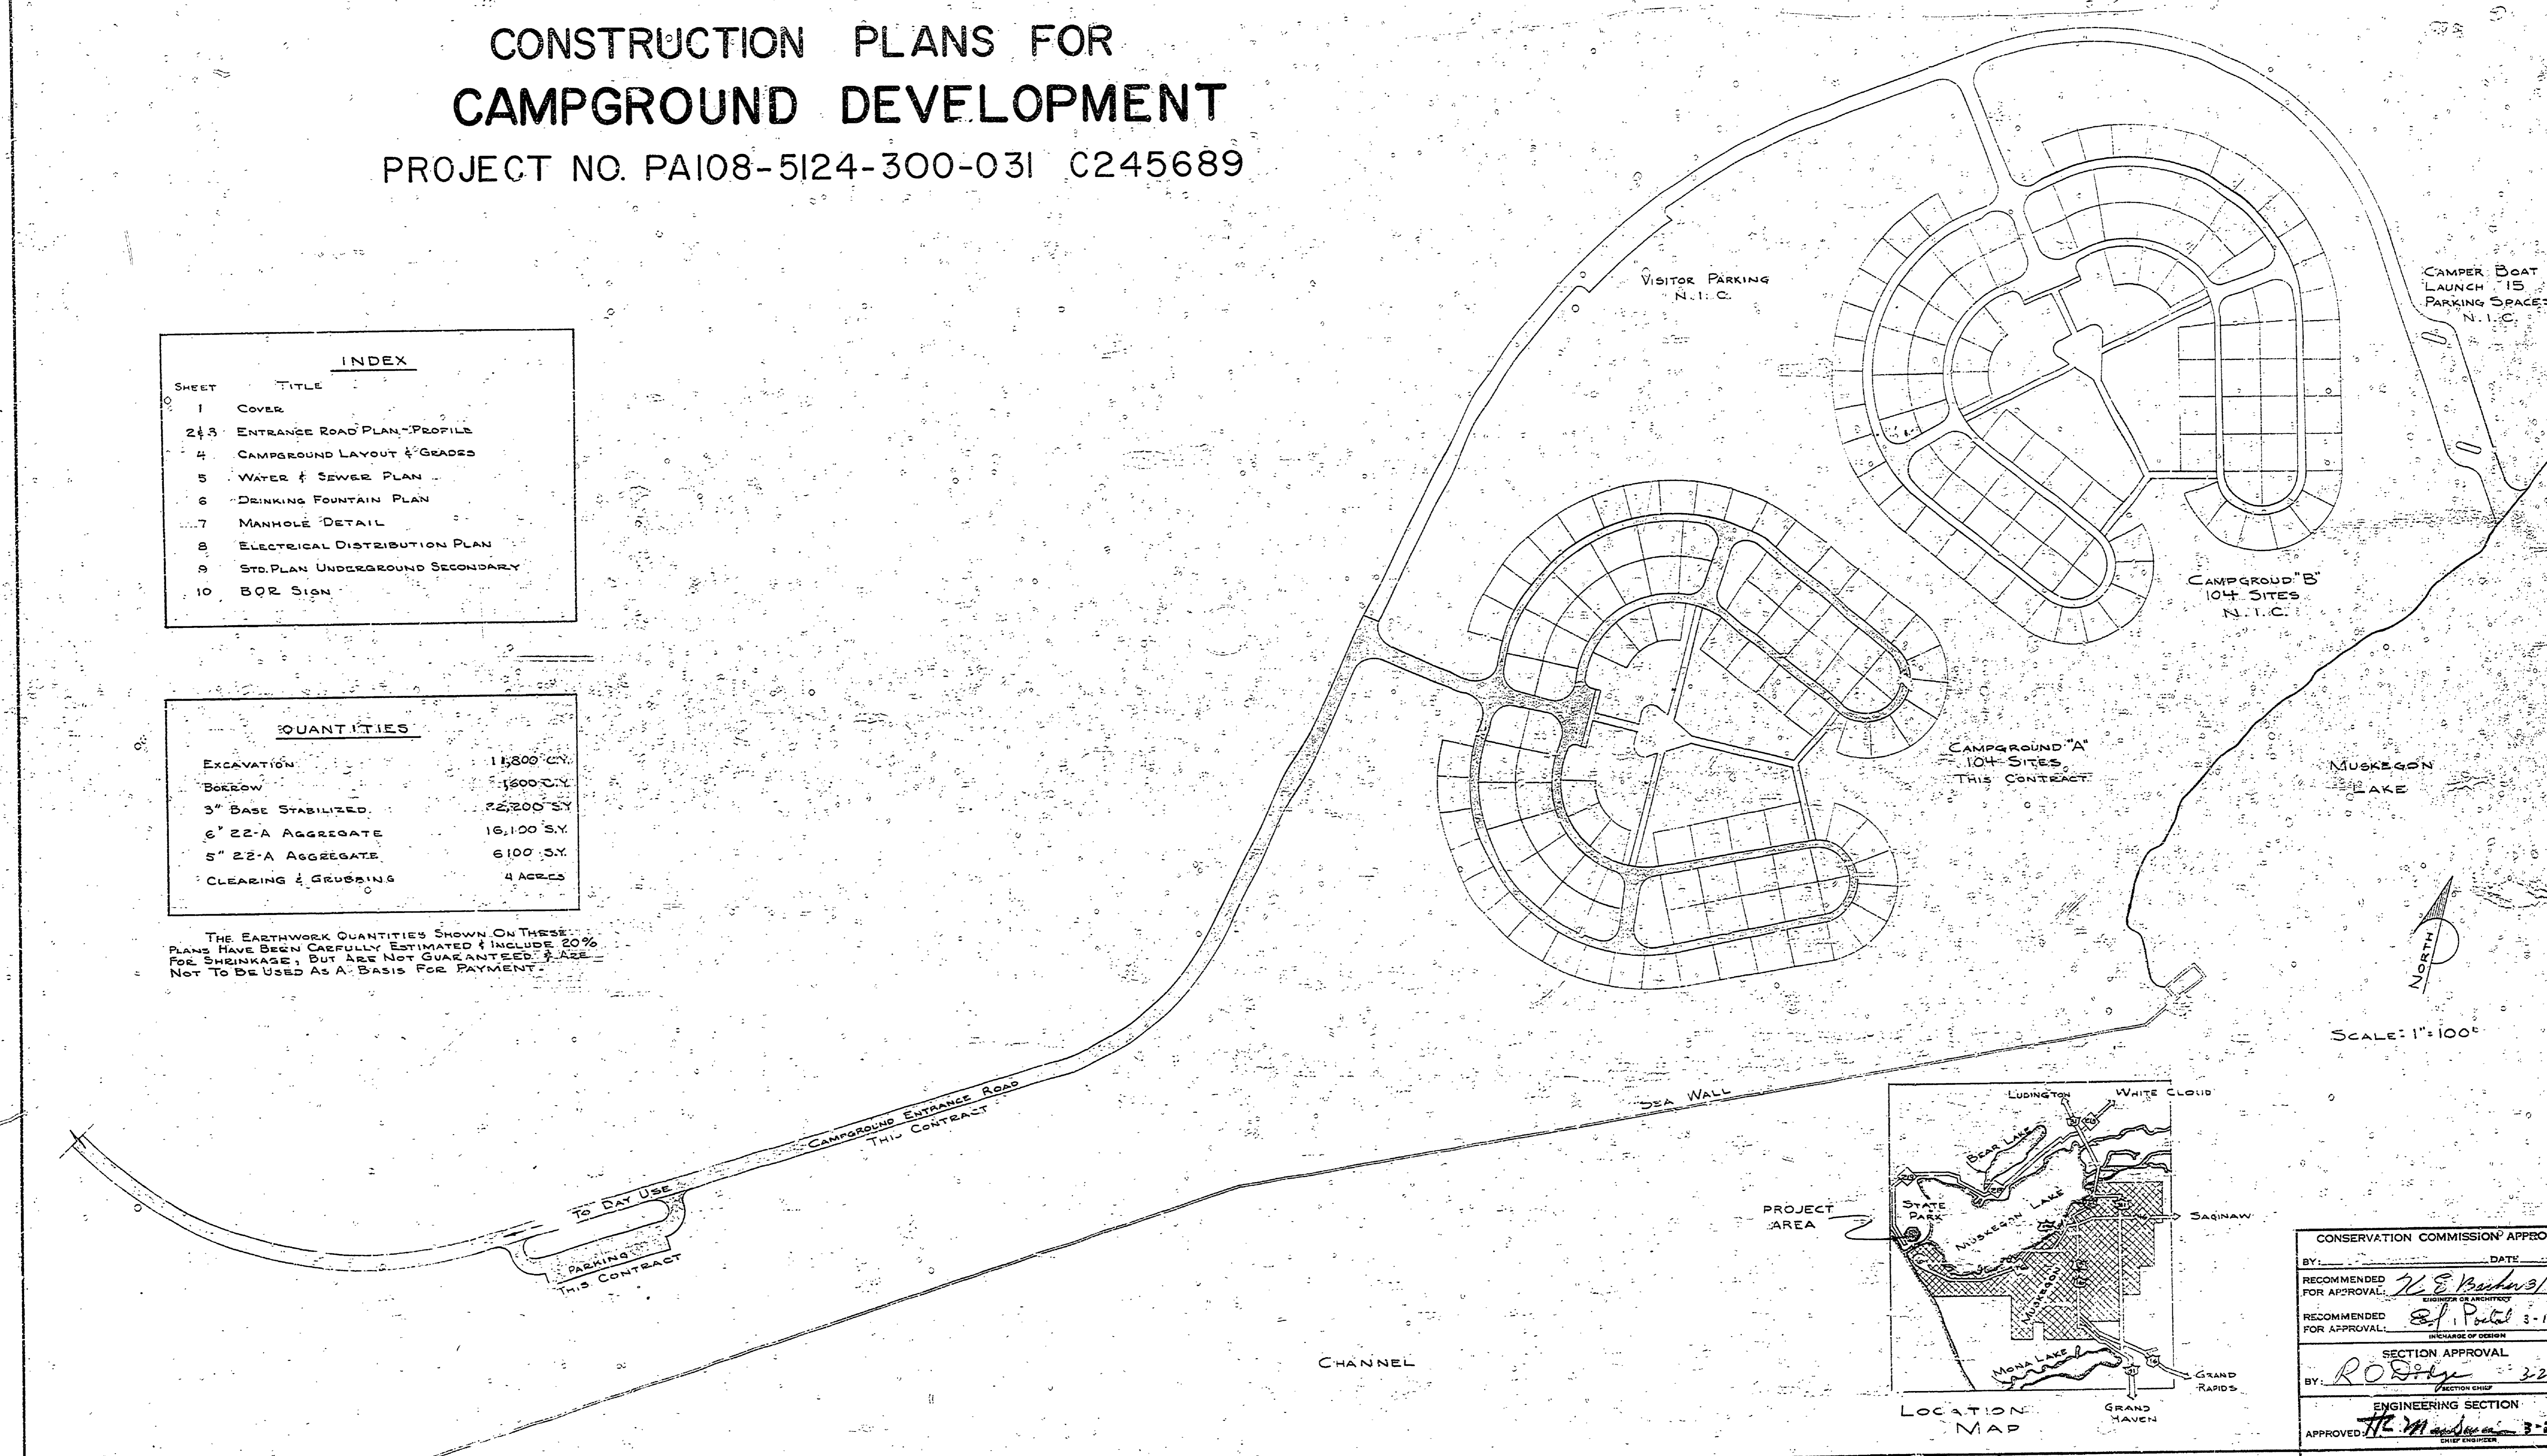 CONSTRUCTION PLANS FOR
CAMPGROUND DEVELOPMENT
PROJECT NO. PA108-5124-300-031 C245689
INDEX
SHEET TITLE
1 COVER
2&3 ENTRANCE ROAD PLAN-PROFILE
4 CAMPGROUND LAYOUT & GRADES
5 WATER & SEWER PLAN
6 DRINKING FOUNTAIN PLAN
7 MANHOLE DETAIL
8 ELECTRICAL DISTRIBUTION PLAN
9 STD. PLAN UNDERGROUND SECONDARY
10 BOR SIGN
QUANTITIES
EXCAVATION 11,800 C.Y.
BORROW 1,600 C.Y.
3" BASE STABILIZED 22,200 S.Y.
6" 22-A AGGREGATE 16,100 S.Y.
5" 22-A AGGREGATE 6100 S.Y.
CLEARING & GRUBBING 4 ACRES
THE EARTHWORK QUANTITIES SHOWN ON THESE
PLANS HAVE BEEN CAREFULLY ESTIMATED & INCLUDE 20%
FOR SHRINKAGE, BUT ARE NOT GUARANTEED & ARE
NOT TO BE USED AS A BASIS FOR PAYMENT.
VISITOR PARKING
N.I.C.
CAMPER BOAT
LAUNCH 15
PARKING SPACES
N.I.C.
CAMPGROUD "B"
104 SITES
N.I.C.
CAMPGROUND "A"
104 SITES
THIS CONTRACT
MUSKEGON
LAKE
NORTH
SCALE: 1"=100'
CAMPGROUND ENTRANCE ROAD
THIS CONTRACT
TO DAY USE
PARKING
THIS CONTRACT
SEA WALL
CHANNEL
LUDINGTON
WHITE CLOUD
BEAR LAKE
STATE
PARK
MUSKEGON LAKE
PROJECT
AREA
SAGINAW
MUSKEGON
MONA LAKE
GRAND
RAPIDS
GRAND
HAVEN
LOCATION
MAP
CONSERVATION COMMISSION APPRO
BY: DATE
RECOMMENDED
FOR APPROVAL:
ENGINEER OR ARCHITECT
RECOMMENDED
FOR APPROVAL:
IN CHARGE OF DESIGN
SECTION APPROVAL
BY: R O Dodge
SECTION CHIEF
ENGINEERING SECTION
APPROVED:
CHIEF ENGINEER